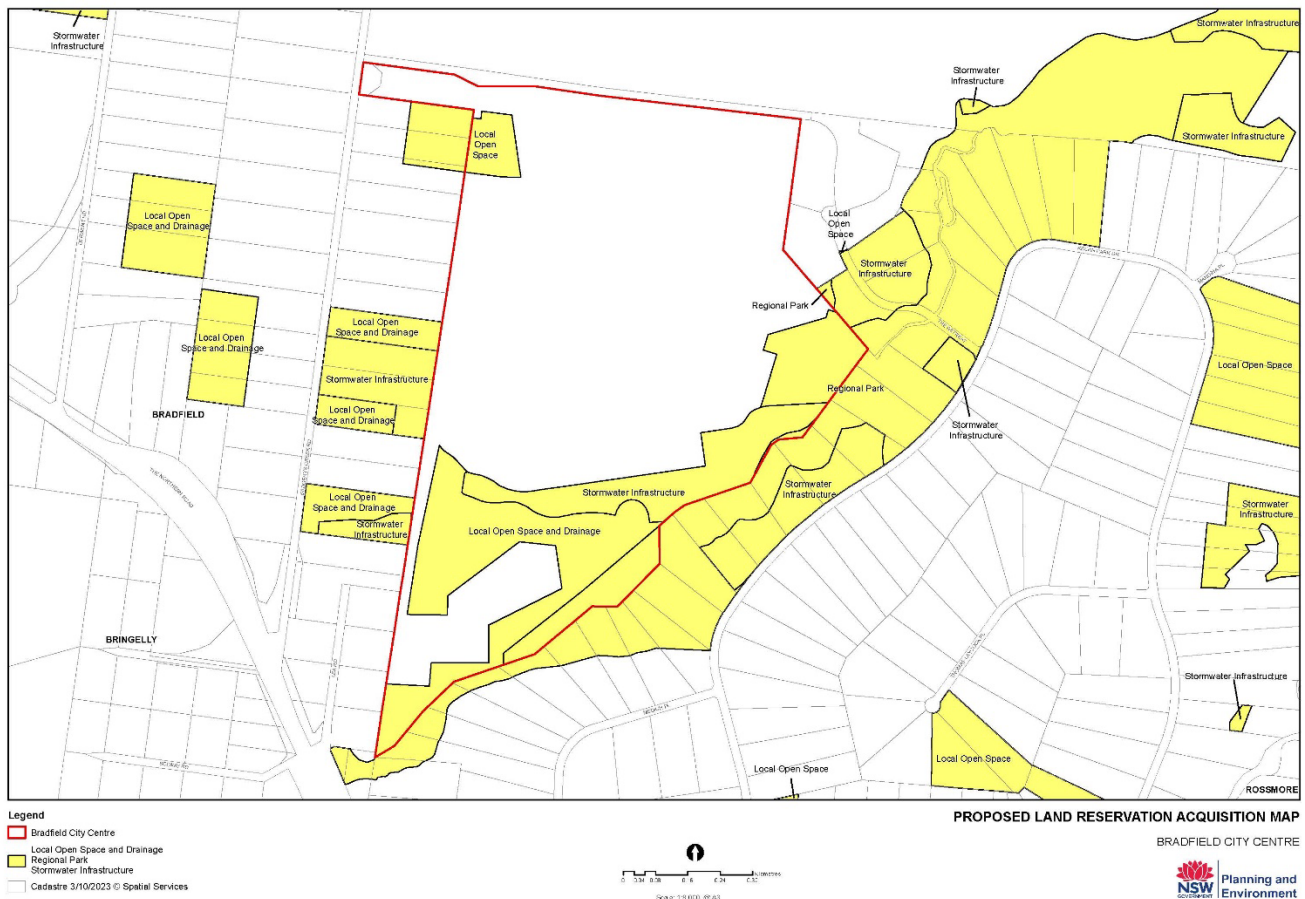 Stormwater
Infrastructure
Stormwater Infrastructure
Stormwater
Infrastructure
Stormwater Infrastructure
Local
Open
Space
Local Open
Space and Drainage
Local
Open
Space
Stormwater
Infrastructure
Regional Park
Local Open
Space and Drainage
Local Open
Space and Drainage
Stormwater Infrastructure
Local Open
Space and Drainage
BRADFIELD
Local Open Space
Regional Park
Stormwater
Infrastructure
THE NORTHERN ROAD
Stormwater Infrastructure
Stormwater
Infrastructure
Local Open
Space and Drainage
Stormwater
Infrastructure
Local Open Space and Drainage
Stormwater
Infrastructure
BRINGELLY
Stormwater Infrastructure
Local Open Space
Local Open Space
ROSSMORE
Legend
Bradfield City Centre
Local Open Space and Drainage
Regional Park
Stormwater Infrastructure
Cadastre 3/10/2023 © Spatial Services
PROPOSED LAND RESERVATION ACQUISITION MAP
BRADFIELD CITY CENTRE
NSW
GOVERNMENT
Planning and
Environment